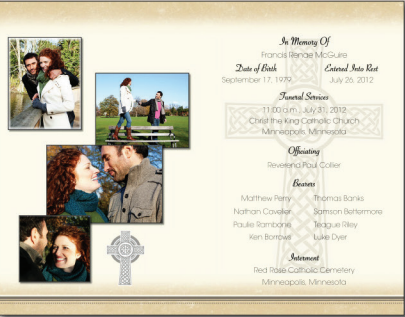 In Memory Of
Francis Renae McGuire
Date of Birth Entered Into Rest
September 17, 1979 July 26, 2012
Funeral Services
11:00 a.m. | July 31, 2012
Christ the King Catholic Church
Minneapolis, Minnesota
Officiating
Reverend Paul Collier
Bearers
Matthew Perry Thomas Banks
Nathan Cavelier Samson Bettermore
Paulie Rambone Teague Riley
Ken Borrows Luke Dyer
Interment
Red Rose Catholic Cemetery
Minneapolis, Minnesota